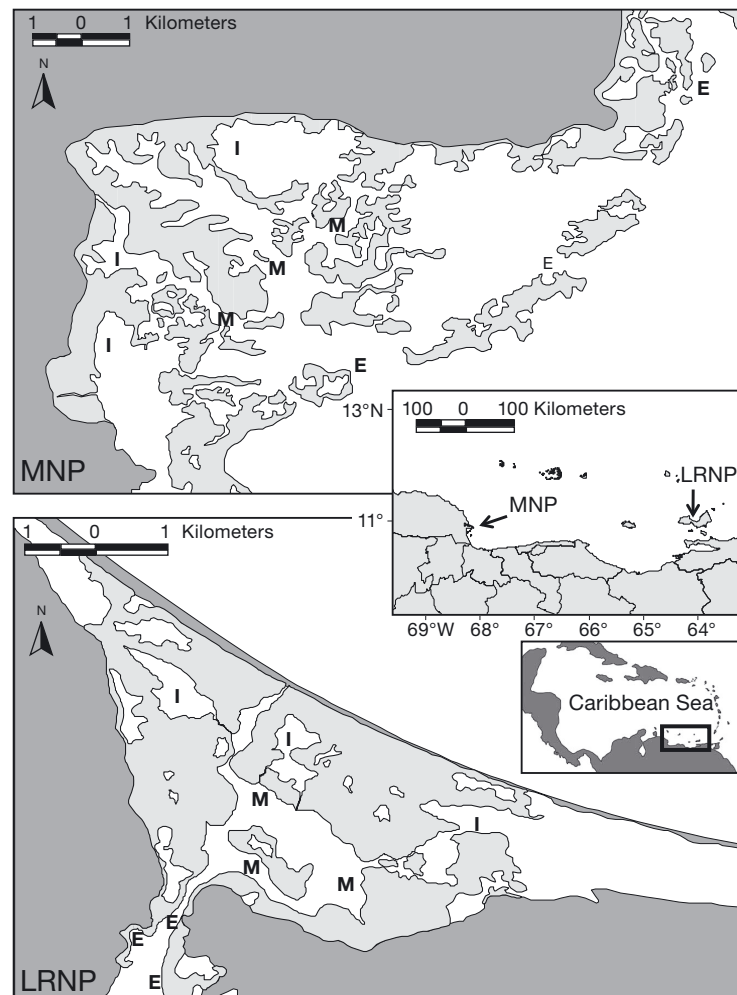 1 0 1 Kilometers
N
E
I
M
E
I
M
M
I
E
MNP
13°N
100 0 100 Kilometers
LRNP
MNP
11°
69°W 68° 67° 66° 65° 64°
1 0 1 Kilometers
N
Caribbean Sea
I
I
M
I
M
M
E
E
E
LRNP